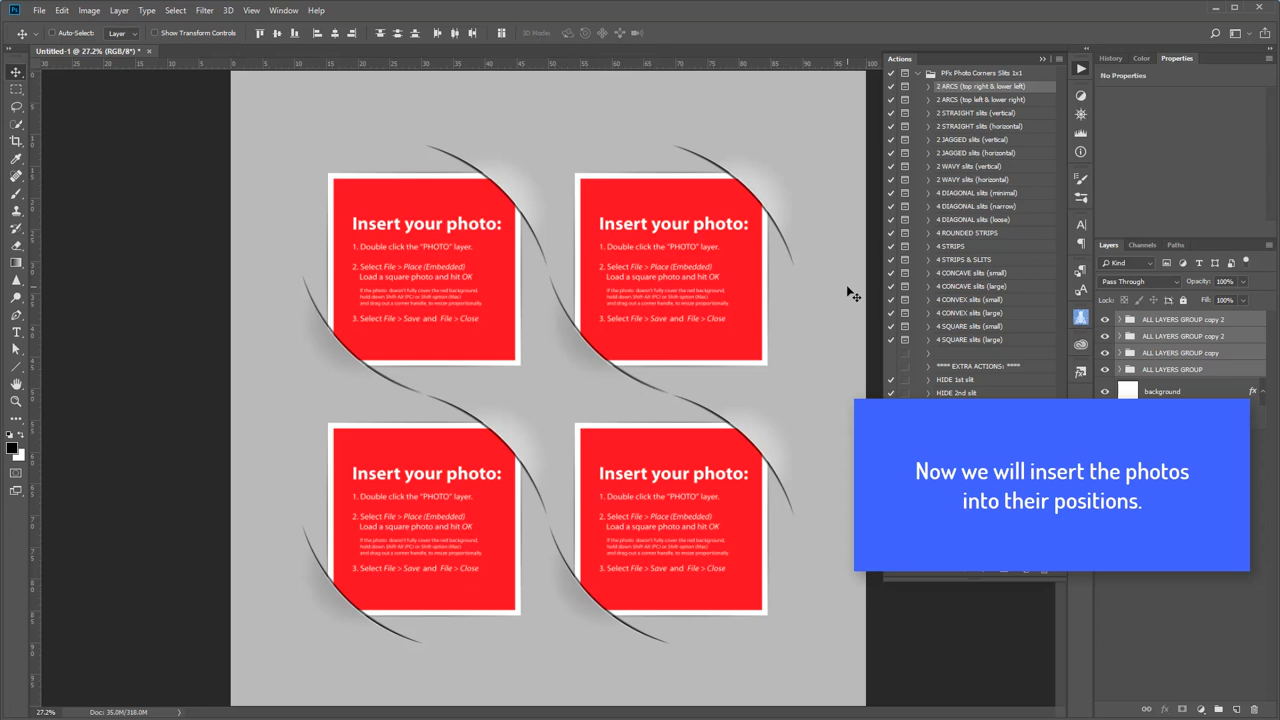 Ps File Edit Image Layer Type Select Filter 3D View Window Help
Auto-Select: Layer Show Transform Controls 3D Mode:
Untitled-1 @ 27.2% (RGB/8*) *
Actions
PFx Photo Corners Slits 1x1
2 ARCS (top right & lower left)
2 ARCS (top left & lower right)
2 STRAIGHT slits (vertical)
2 STRAIGHT slits (horizontal)
2 JAGGED slits (vertical)
2 JAGGED slits (horizontal)
2 WAVY slits (vertical)
2 WAVY slits (horizontal)
4 DIAGONAL slits (minimal)
4 DIAGONAL slits (narrow)
4 DIAGONAL slits (loose)
4 ROUNDED STRIPS
4 STRIPS
4 STRIPS & SLITS
4 CONCAVE slits (small)
4 CONCAVE slits (large)
4 CONVEX slits (small)
4 CONVEX slits (large)
4 SQUARE slits (small)
4 SQUARE slits (large)
**** EXTRA ACTIONS: ****
HIDE 1st slit
HIDE 2nd slit
History Color Properties
No Properties
Layers Channels Paths
Kind
Pass Through Opacity: 100%
Lock: Fill: 100%
ALL LAYERS GROUP copy 2
ALL LAYERS GROUP copy 2
ALL LAYERS GROUP copy
ALL LAYERS GROUP
background fx
Insert your photo:
1. Double click the "PHOTO" layer.
2. Select File > Place (Embedded)
Load a square photo and hit OK
If the photo doesn't fully cover the red background,
hold down Shift-Alt (PC) or Shift-option (Mac)
and drag out a corner handle, to resize proportionally.
3. Select File > Save and File > Close
Insert your photo:
1. Double click the "PHOTO" layer.
2. Select File > Place (Embedded)
Load a square photo and hit OK
If the photo doesn't fully cover the red background,
hold down Shift-Alt (PC) or Shift-option (Mac)
and drag out a corner handle, to resize proportionally.
3. Select File > Save and File > Close
Insert your photo:
1. Double click the "PHOTO" layer.
2. Select File > Place (Embedded)
Load a square photo and hit OK
If the photo doesn't fully cover the red background,
hold down Shift-Alt (PC) or Shift-option (Mac)
and drag out a corner handle, to resize proportionally.
3. Select File > Save and File > Close
Insert your photo:
1. Double click the "PHOTO" layer.
2. Select File > Place (Embedded)
Load a square photo and hit OK
If the photo doesn't fully cover the red background,
hold down Shift-Alt (PC) or Shift-option (Mac)
and drag out a corner handle, to resize proportionally.
3. Select File > Save and File > Close
Now we will insert the photos
into their positions.
27.2% Doc: 35.0M/318.0M